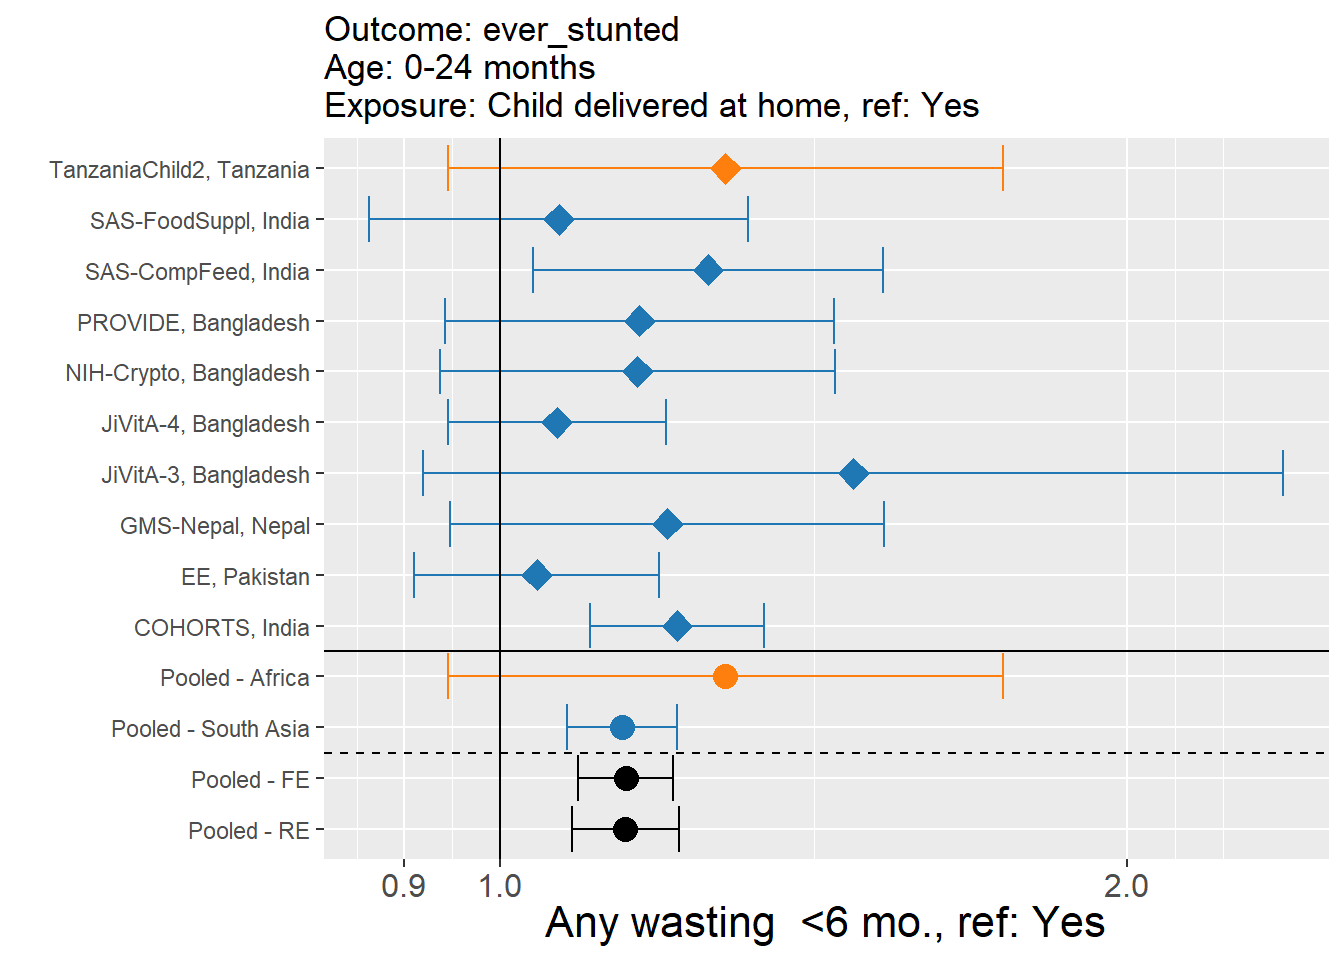 Outcome: ever_stunted
Age: 0-24 months
Exposure: Child delivered at home, ref: Yes
TanzaniaChild2, Tanzania
SAS-FoodSuppl, India
SAS-CompFeed, India
PROVIDE, Bangladesh
NIH-Crypto, Bangladesh
JiVitA-4, Bangladesh
JiVitA-3, Bangladesh
GMS-Nepal, Nepal
EE, Pakistan
COHORTS, India
Pooled - Africa
Pooled - South Asia
Pooled - FE
Pooled - RE
0.9 1.0 2.0
Any wasting  <6 mo., ref: Yes